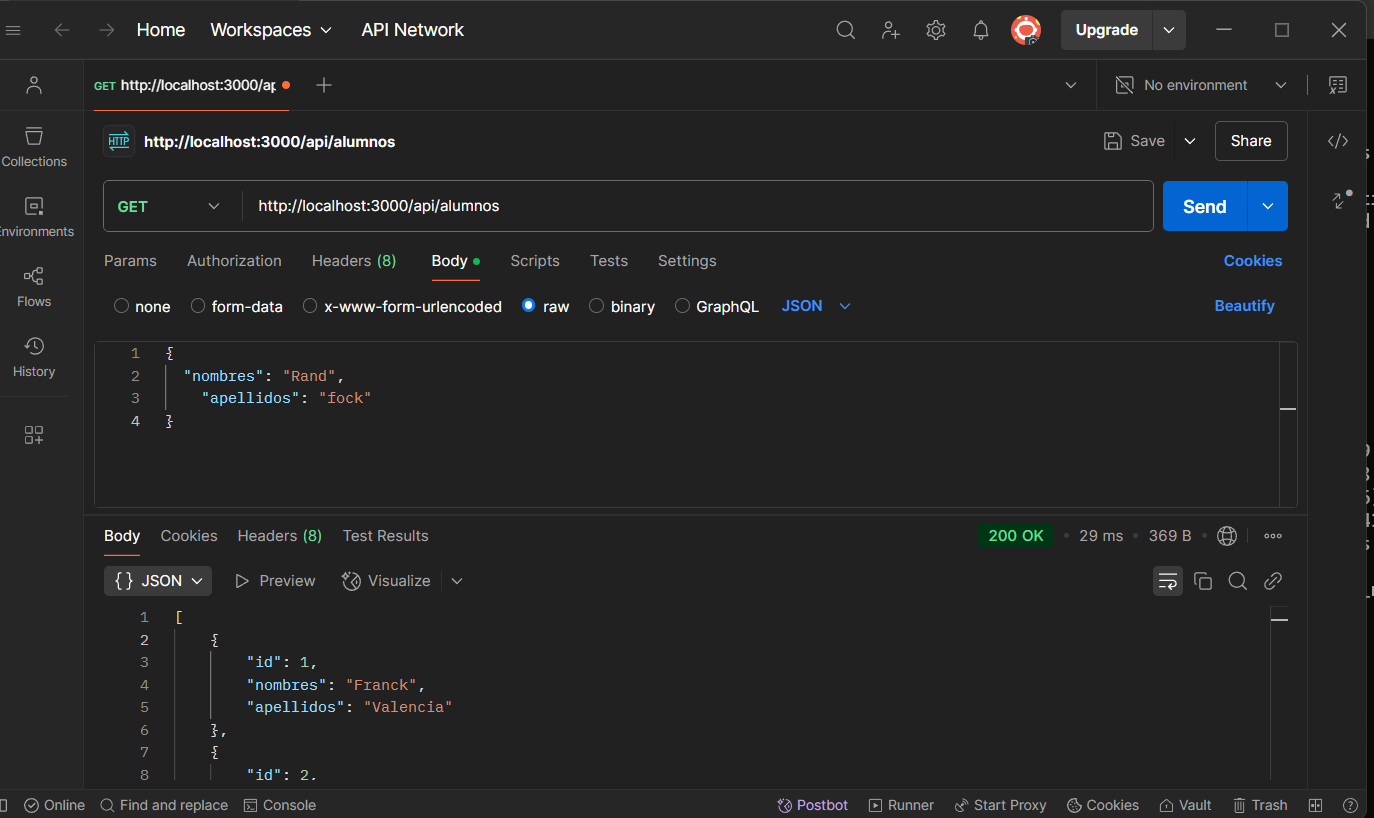 Home Workspaces API Network Upgrade
GET http://localhost:3000/ap No environment
HTTP http://localhost:3000/api/alumnos Save Share
Collections
GET http://localhost:3000/api/alumnos Send
nvironments
Params Authorization Headers (8) Body Scripts Tests Settings Cookies
Flows
none form-data x-www-form-urlencoded raw binary GraphQL JSON Beautify
History
1 {
2 "nombres": "Rand",
3 "apellidos": "fock"
4 }
Body Cookies Headers (8) Test Results 200 OK • 29 ms • 369 B •
{} JSON Preview Visualize
1 [
2 {
3 "id": 1,
4 "nombres": "Franck",
5 "apellidos": "Valencia"
6 },
7 {
8 "id": 2,
Online Find and replace Console Postbot Runner Start Proxy Cookies Vault Trash